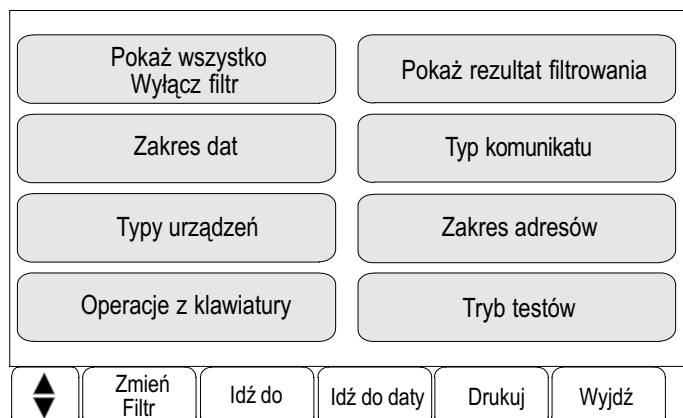 Pokaż wszystko
Wyłącz filtr
Pokaż rezultat filtrowania
Zakres dat
Typ komunikatu
Typy urządzeń
Zakres adresów
Operacje z klawiatury
Tryb testów
Zmień
Filtr
Idź do
Idź do daty
Drukuj
Wyjdź